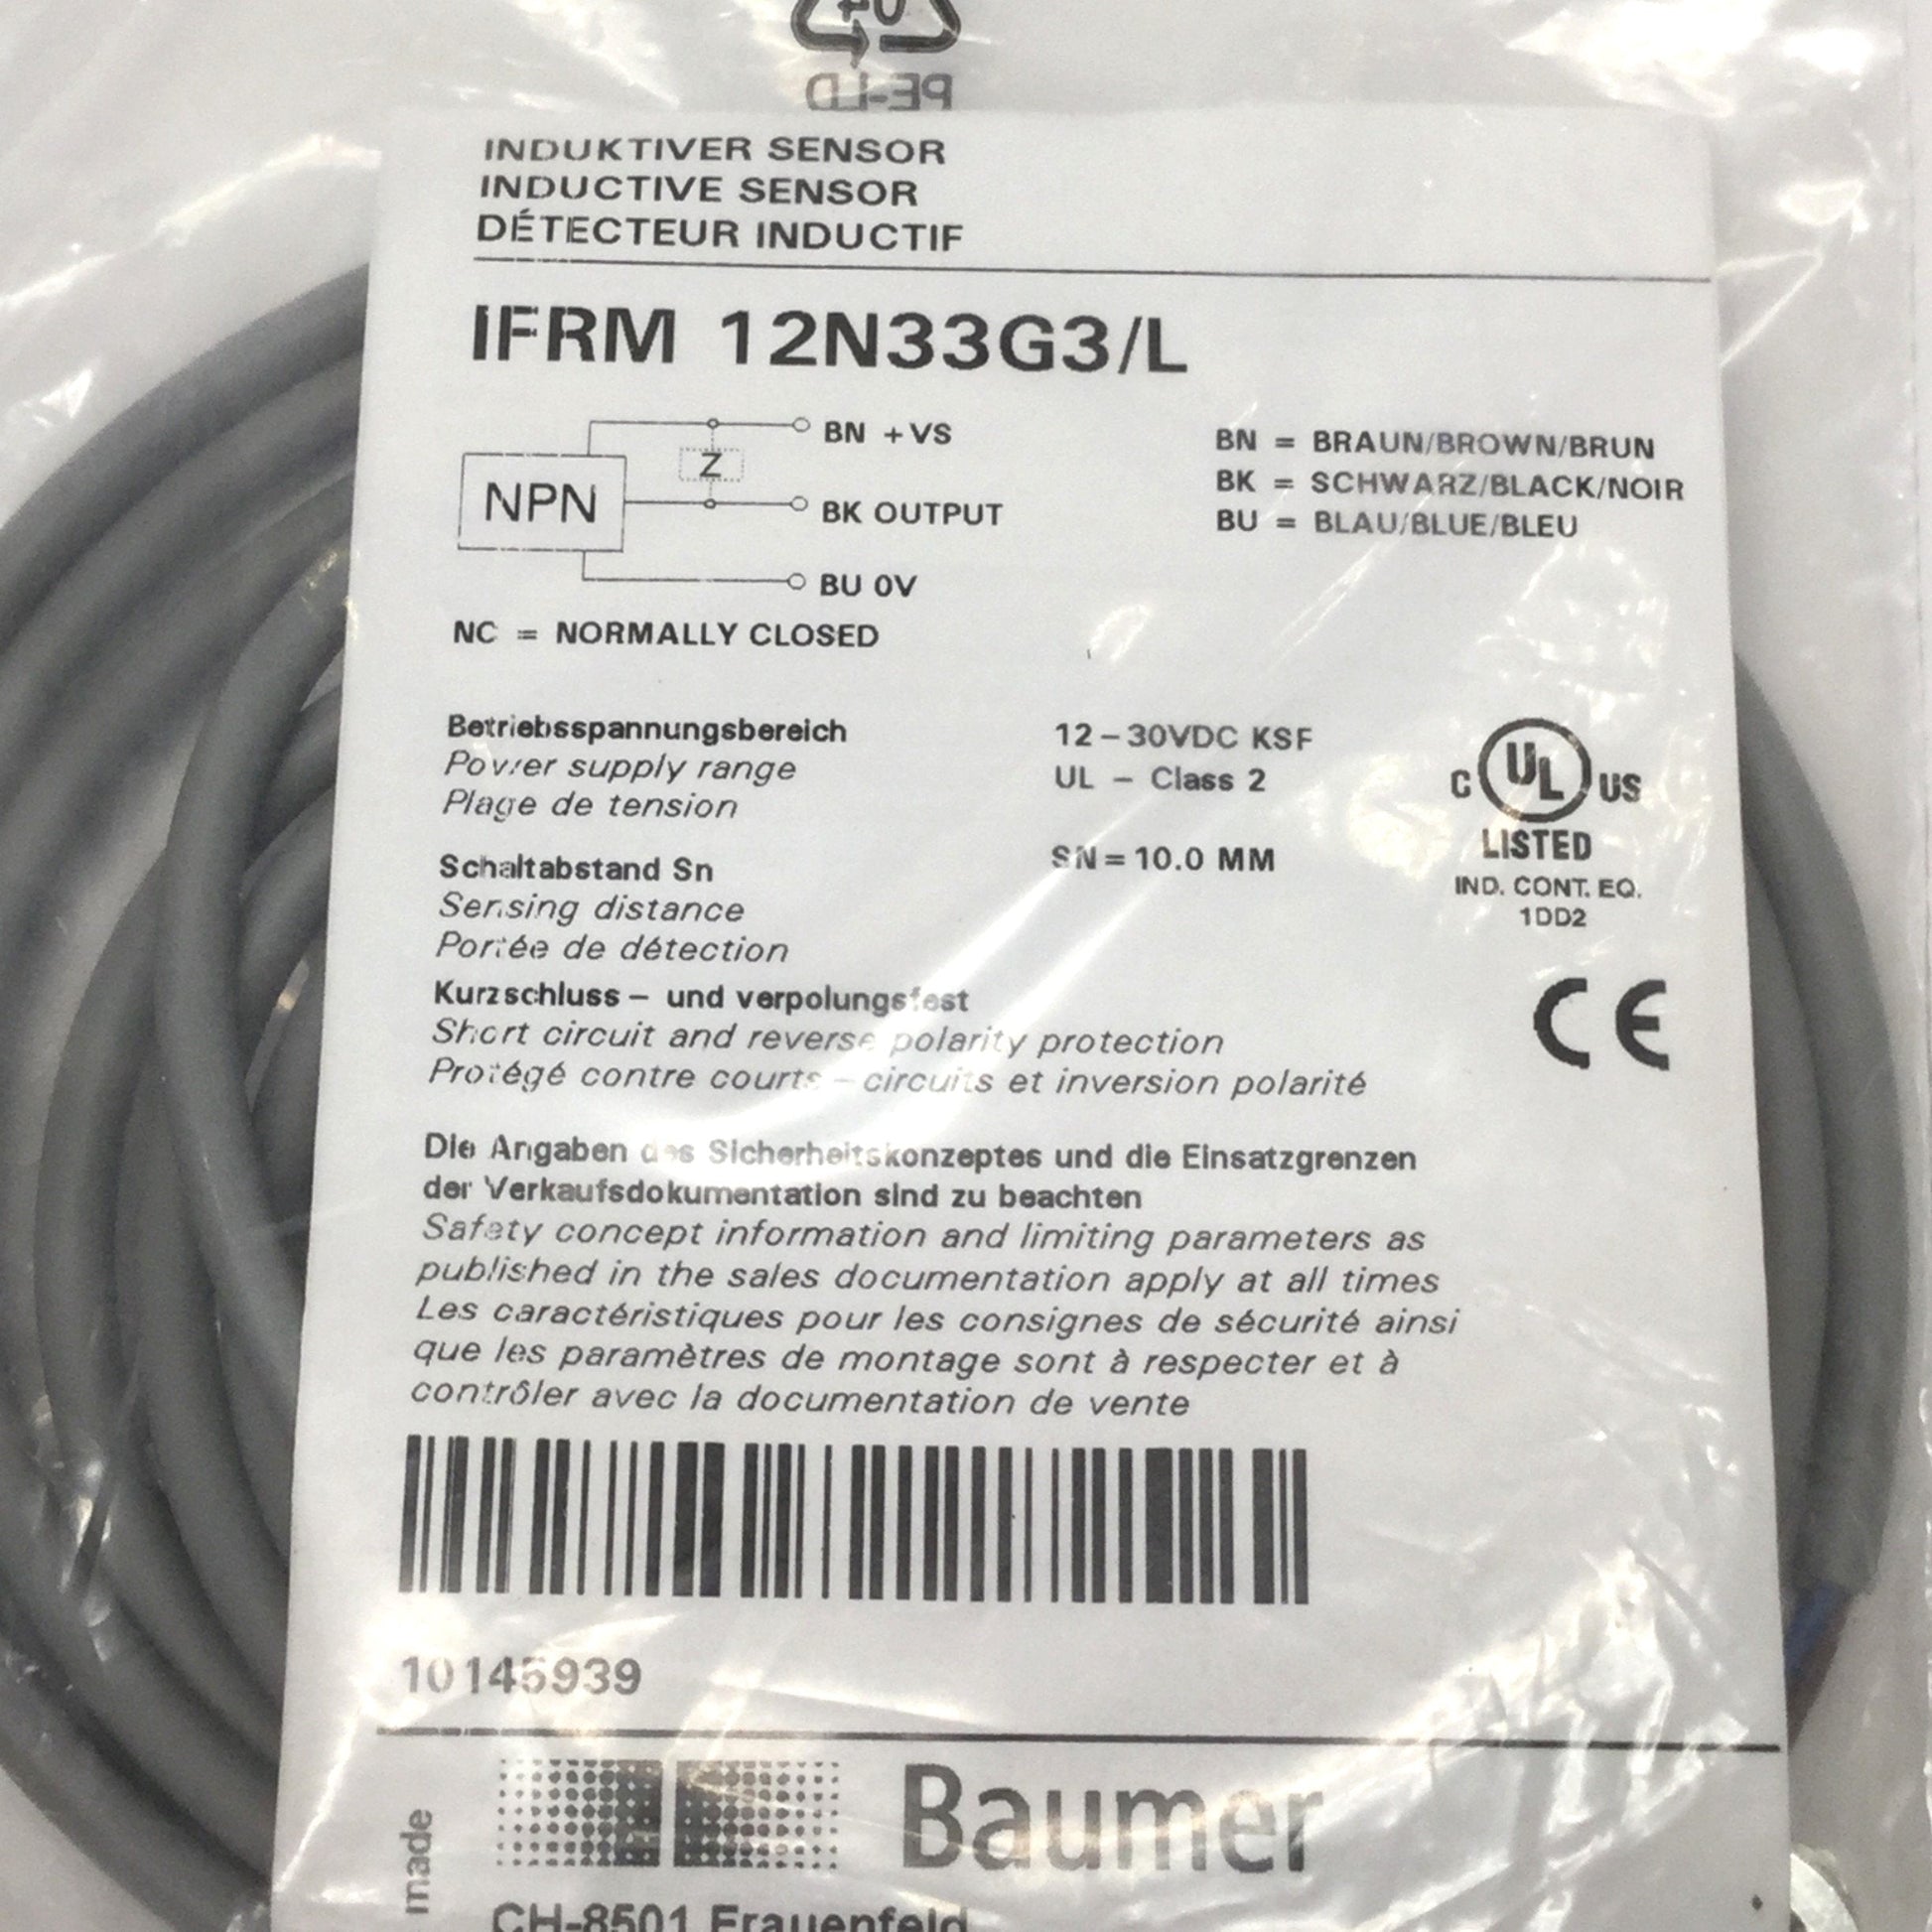 04
PE-LD
INDUKTIVER SENSOR
INDUCTIVE SENSOR
DÉTECTEUR INDUCTIF
IFRM 12N33G3/L
BN +VS
Z
NPN
BK OUTPUT
BU 0V
BN = BRAUN/BROWN/BRUN
BK = SCHWARZ/BLACK/NOIR
BU = BLAU/BLUE/BLEU
NC = NORMALLY CLOSED
Betriebsspannungsbereich
Power supply range
Plage de tension
12-30VDC KSF
UL - Class 2
Schaltabstand Sn
Sensing distance
Portée de détection
SN=10.0 MM
C UL US
LISTED
IND. CONT. EQ.
1DD2
Kurzschluss- und verpolungsfest
Short circuit and reverse polarity protection
Protégé contre courts-circuits et inversion polarité
CE
Die Angaben des Sicherheitskonzeptes und die Einsatzgrenzen
der Verkaufsdokumentation sind zu beachten
Safety concept information and limiting parameters as
published in the sales documentation apply at all times
Les caractéristiques pour les consignes de sécurité ainsi
que les paramètres de montage sont à respecter et à
contrôler avec la documentation de vente
10145939
made
Baumer
CH-8501 Frauenfeld